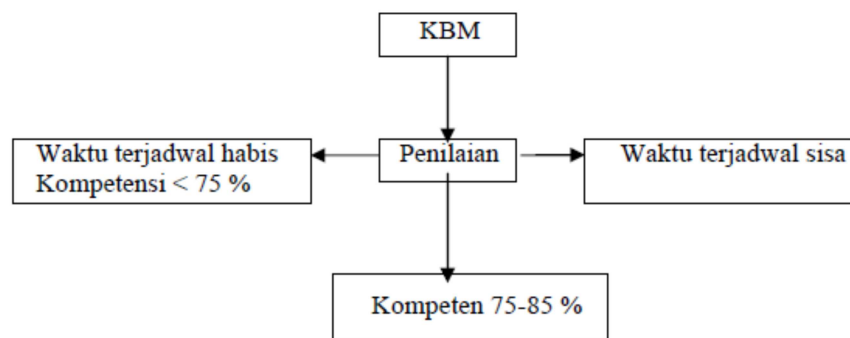 KBM
Waktu terjadwal habis
Kompetensi < 75 %
Penilaian
Waktu terjadwal sisa
Kompeten 75-85 %